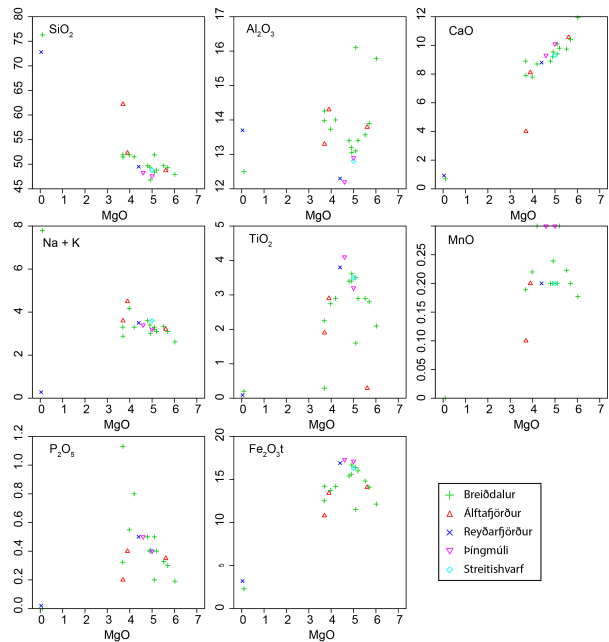 SiO₂
45 50 55 60 65 70 75 80
0 1 2 3 4 5 6 7
MgO
Al₂O₃
12 13 14 15 16 17
0 1 2 3 4 5 6 7
MgO
CaO
0 2 4 6 8 10 12
0 1 2 3 4 5 6 7
MgO
Na + K
0 2 4 6 8
0 1 2 3 4 5 6 7
MgO
TiO₂
0 1 2 3 4 5
0 1 2 3 4 5 6 7
MgO
MnO
0.00 0.10 0.20 0.30
0 1 2 3 4 5 6 7
MgO
P₂O₅
0.0 0.2 0.4 0.6 0.8 1.0 1.2
0 1 2 3 4 5 6 7
MgO
Fe₂O₃t
0 5 10 15 20
0 1 2 3 4 5 6 7
MgO
Breiðdalur
Álftafjörður
Reyðarfjörður
Þíngmúli
Streitishvarf